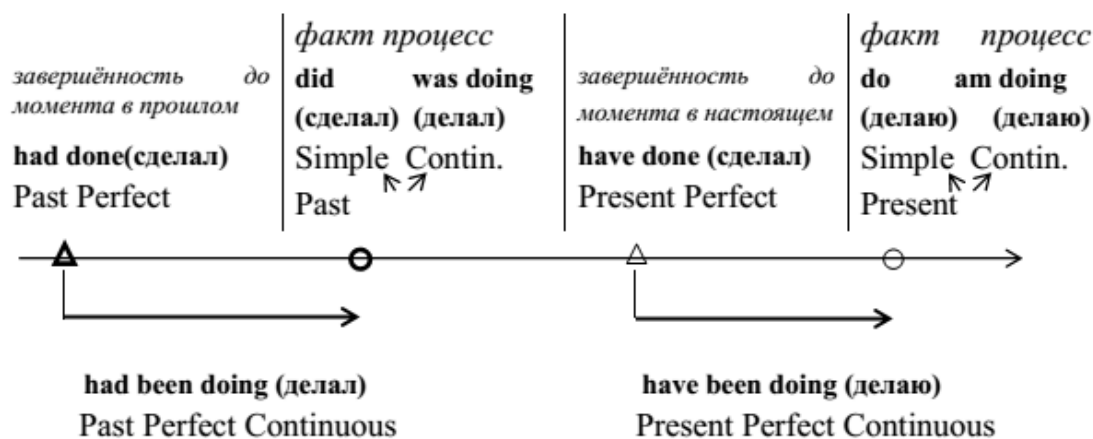 завершённость до
момента в прошлом
had done(сделал)
Past Perfect
факт процесс
did was doing
(сделал) (делал)
Simple Contin.
Past
завершённость до
момента в настоящем
have done (сделал)
Present Perfect
факт процесс
do am doing
(делаю) (делаю)
Simple Contin.
Present
had been doing (делал)
Past Perfect Continuous
have been doing (делаю)
Present Perfect Continuous